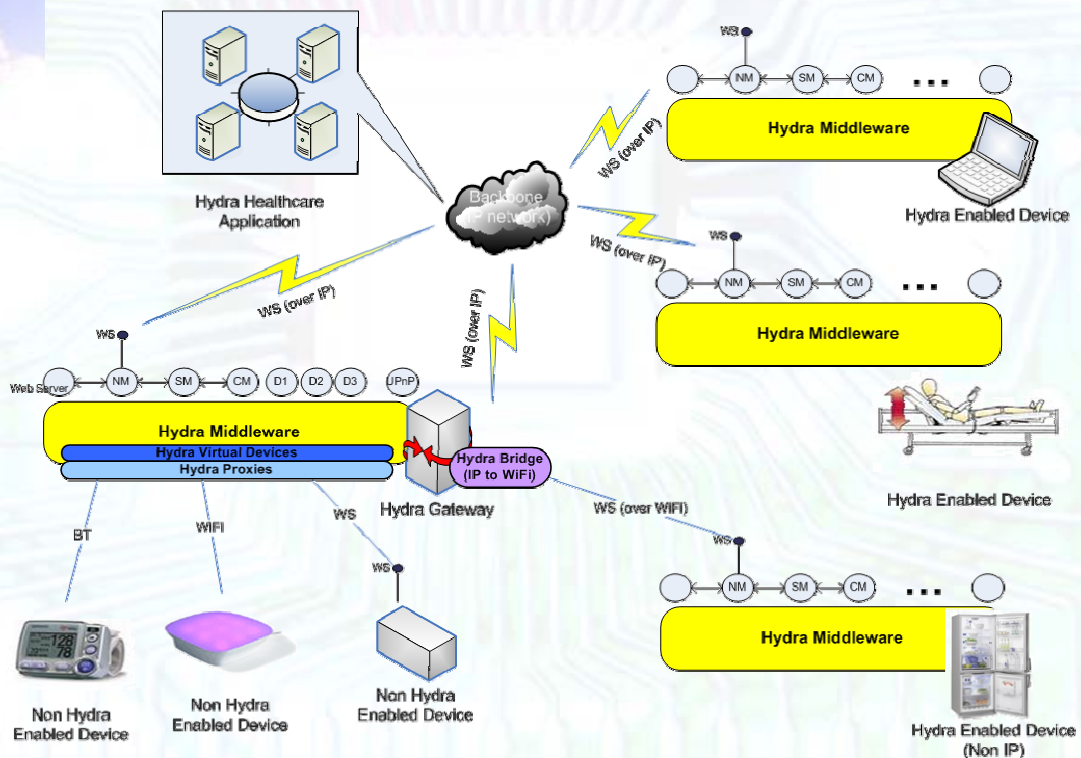 WS
NM
SM
CM
Hydra Middleware
Hydra Enabled Device
WS (over IP)
Backbone
(IP network)
Hydra Healthcare
Application
WS (over IP)
WS
NM
SM
CM
Hydra Middleware
Hydra Enabled Device
WS (over IP)
WS (over IP)
WS
Web Server
NM
SM
CM
D1
D2
D3
UPnP
Hydra Middleware
Hydra Virtual Devices
Hydra Proxies
Hydra Bridge
(IP to WiFi)
Hydra Gateway
BT
WIFI
WS
WS
128
78
Non Hydra
Enabled Device
Non Hydra
Enabled Device
Non Hydra
Enabled Device
WS (over WIFI)
WS
NM
SM
CM
Hydra Middleware
Hydra Enabled Device
(Non IP)